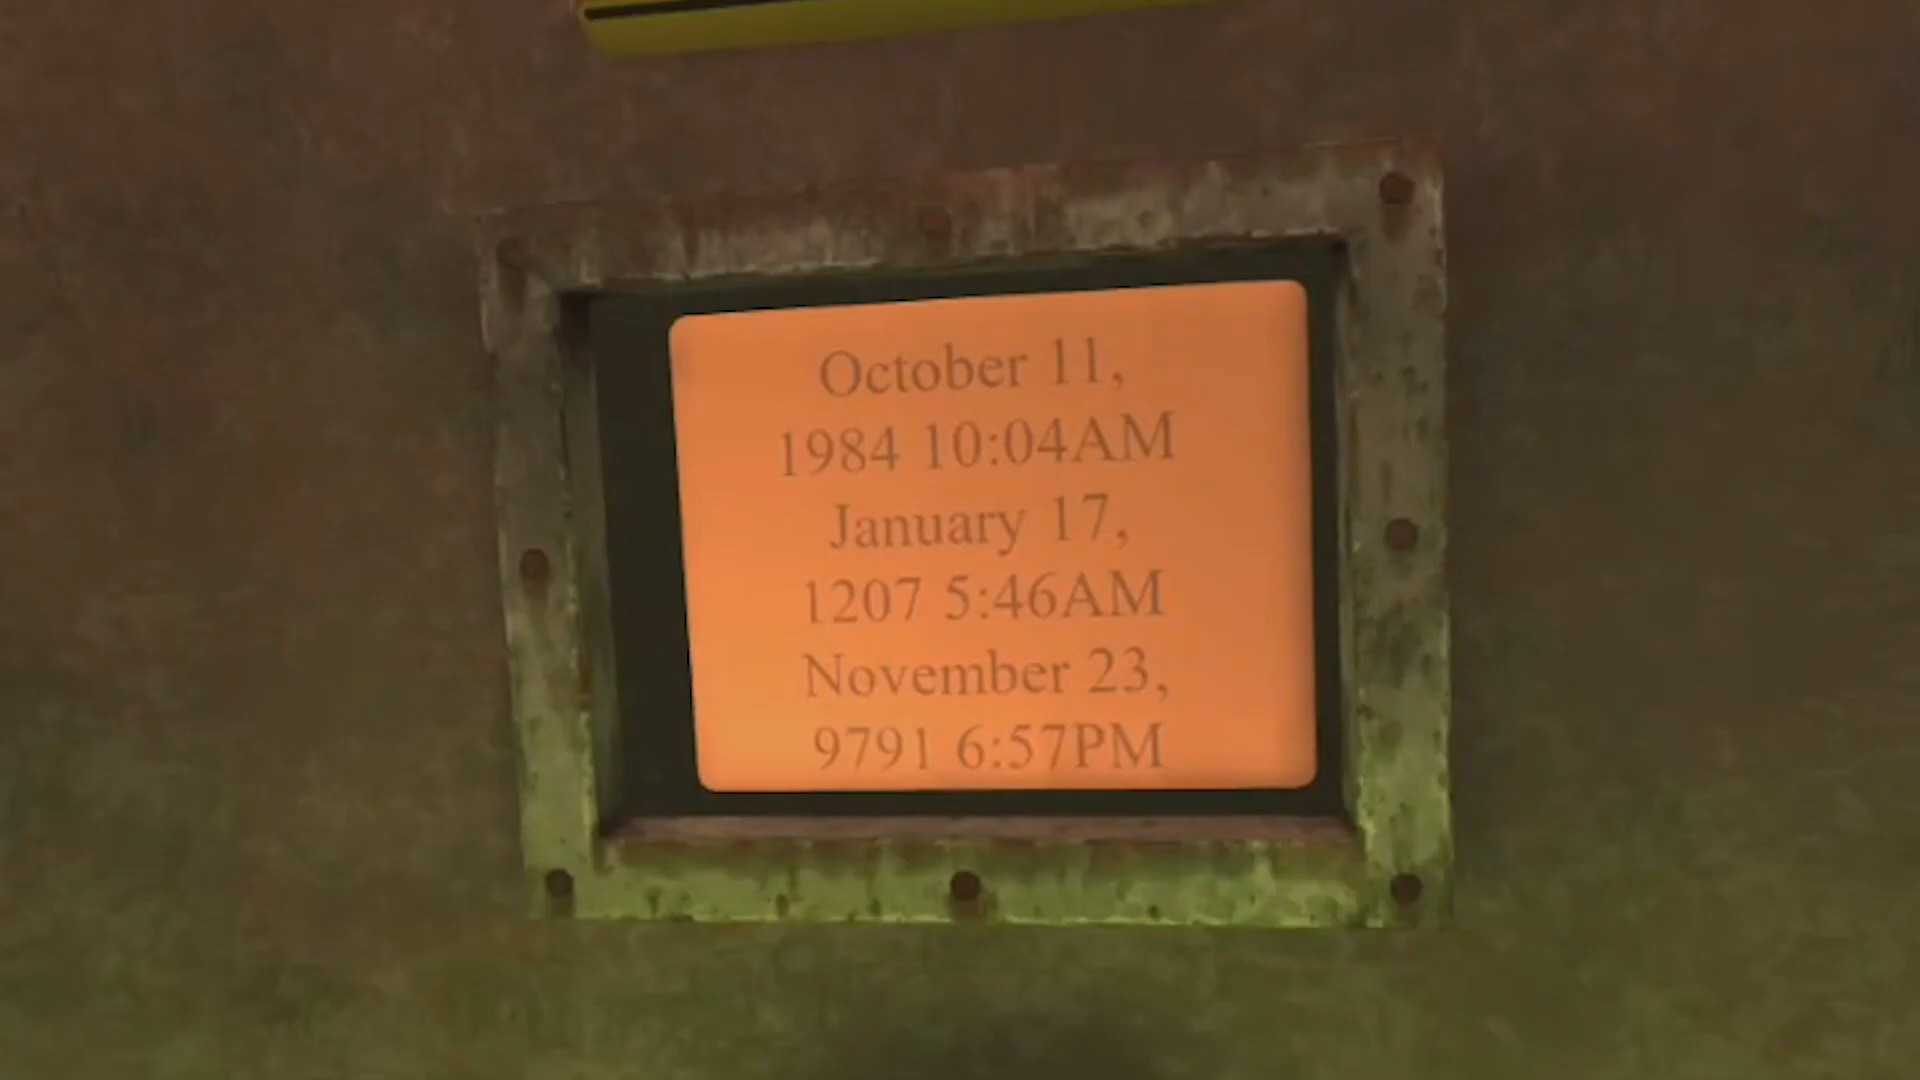 October 11,
1984 10:04AM
January 17,
1207 5:46AM
November 23,
9791 6:57PM